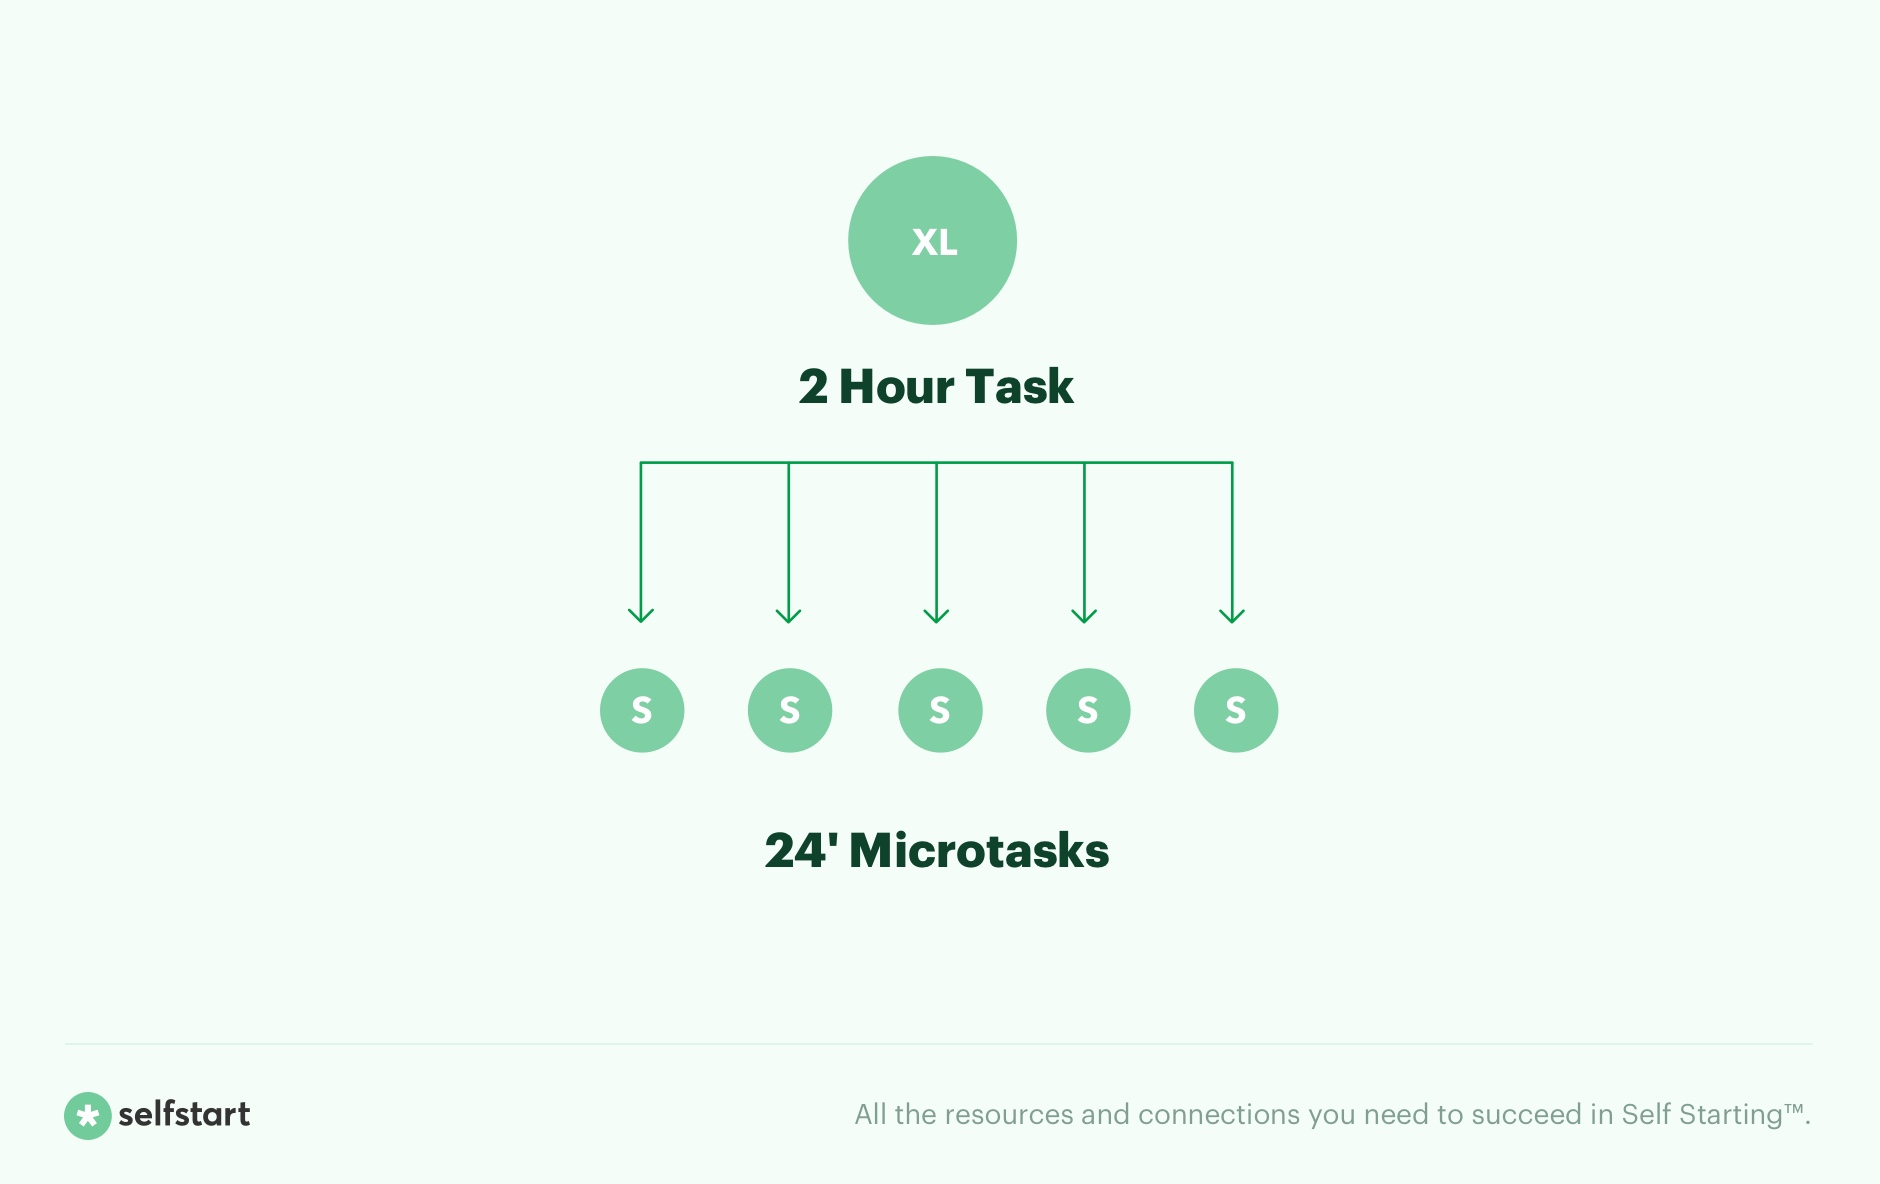 XL
2 Hour Task
S S S S S
24' Microtasks
selfstart
All the resources and connections you need to succeed in Self Starting™.